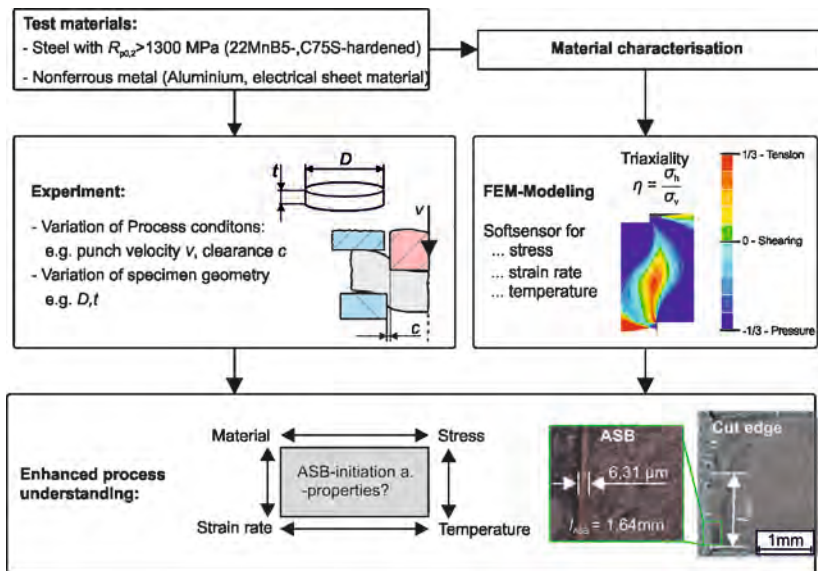 Test materials:
- Steel with Rp0,2>1300 MPa (22MnB5-,C75S-hardened)
- Nonferrous metal (Aluminium, electrical sheet material)
Material characterisation
Experiment:
- Variation of Process conditons:
e.g. punch velocity v, clearance c
- Variation of specimen geometry
e.g. D,t
D
t
v
c
FEM-Modeling
Softsensor for
... stress
... strain rate
... temperature
Triaxiality
η = σh/σv
1/3 - Tension
0 - Shearing
-1/3 - Pressure
Enhanced process
understanding:
Material
Stress
ASB-initiation a.
-properties?
Strain rate
Temperature
ASB
6,31 µm
lASB = 1,64mm
Cut edge
1mm